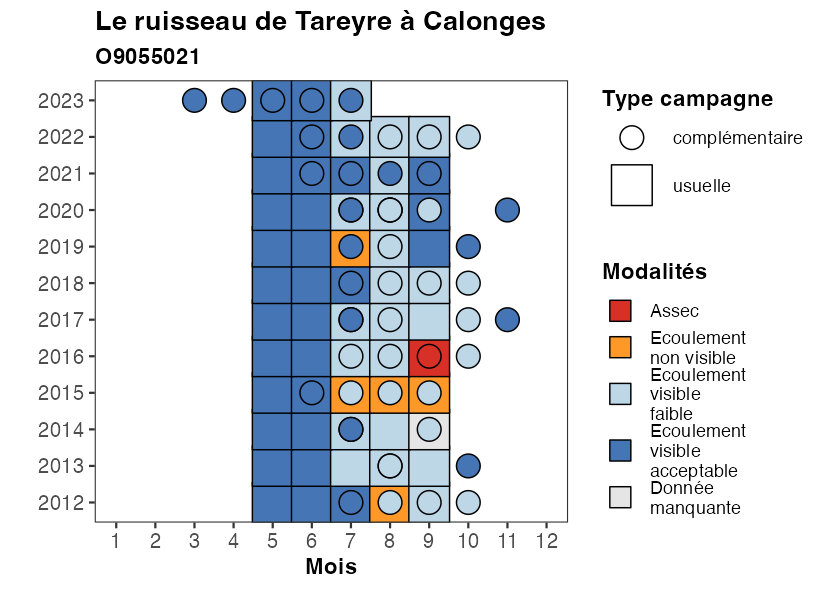 Le ruisseau de Tareyre à Calonges
O9055021
2023
2022
2021
2020
2019
2018
2017
2016
2015
2014
2013
2012
1 2 3 4 5 6 7 8 9 10 11 12
Mois
Type campagne
complémentaire
usuelle
Modalités
Assec
Ecoulement
non visible
Ecoulement
visible
faible
Ecoulement
visible
acceptable
Donnée
manquante